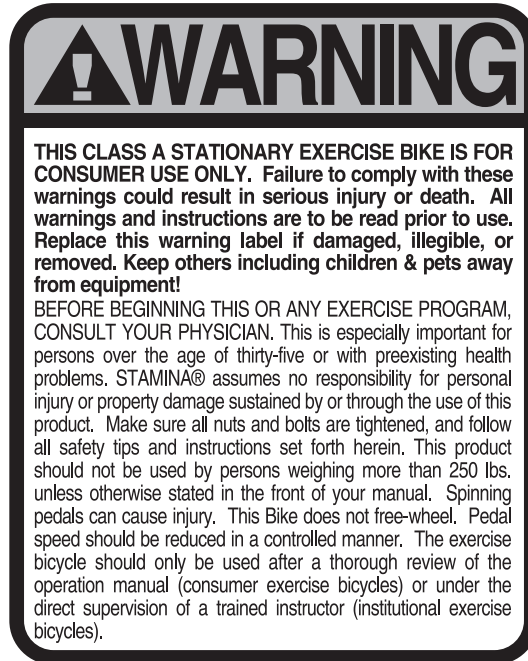 WARNING
THIS CLASS A STATIONARY EXERCISE BIKE IS FOR
CONSUMER USE ONLY. Failure to comply with these
warnings could result in serious injury or death. All
warnings and instructions are to be read prior to use.
Replace this warning label if damaged, illegible, or
removed. Keep others including children & pets away
from equipment!
BEFORE BEGINNING THIS OR ANY EXERCISE PROGRAM,
CONSULT YOUR PHYSICIAN. This is especially important for
persons over the age of thirty-five or with preexisting health
problems. STAMINA® assumes no responsibility for personal
injury or property damage sustained by or through the use of this
product. Make sure all nuts and bolts are tightened, and follow
all safety tips and instructions set forth herein. This product
should not be used by persons weighing more than 250 lbs.
unless otherwise stated in the front of your manual. Spinning
pedals can cause injury. This Bike does not free-wheel. Pedal
speed should be reduced in a controlled manner. The exercise
bicycle should only be used after a thorough review of the
operation manual (consumer exercise bicycles) or under the
direct supervision of a trained instructor (institutional exercise
bicycles).